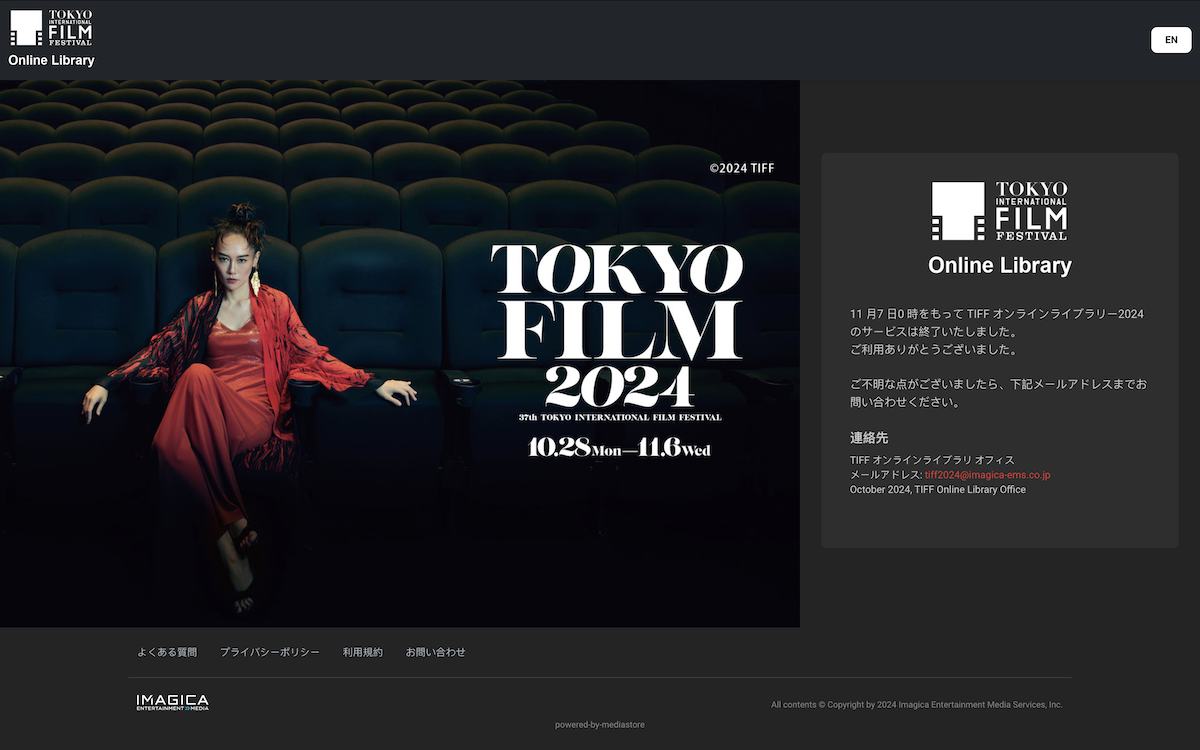 TOKYO
INTERNATIONAL
FILM
FESTIVAL
Online Library
EN
©2024 TIFF
TOKYO
FILM
2024
37th TOKYO INTERNATIONAL FILM FESTIVAL
10.28Mon—11.6Wed
TOKYO
INTERNATIONAL
FILM
FESTIVAL
Online Library
11 月7 日0 時をもって TIFF オンラインライブラリー2024
のサービスは終了いたしました。
ご利用ありがとうございました。
ご不明な点がございましたら、下記メールアドレスまでお
問い合わせください。
連絡先
TIFF オンラインライブラリ オフィス
メールアドレス: tiff2024@imagica-ems.co.jp
October 2024, TIFF Online Library Office
よくある質問 プライバシーポリシー 利用規約 お問い合わせ
IMAGICA
ENTERTAINMENT MEDIA
All contents © Copyright by 2024 Imagica Entertainment Media Services, Inc.
powered-by-mediastore